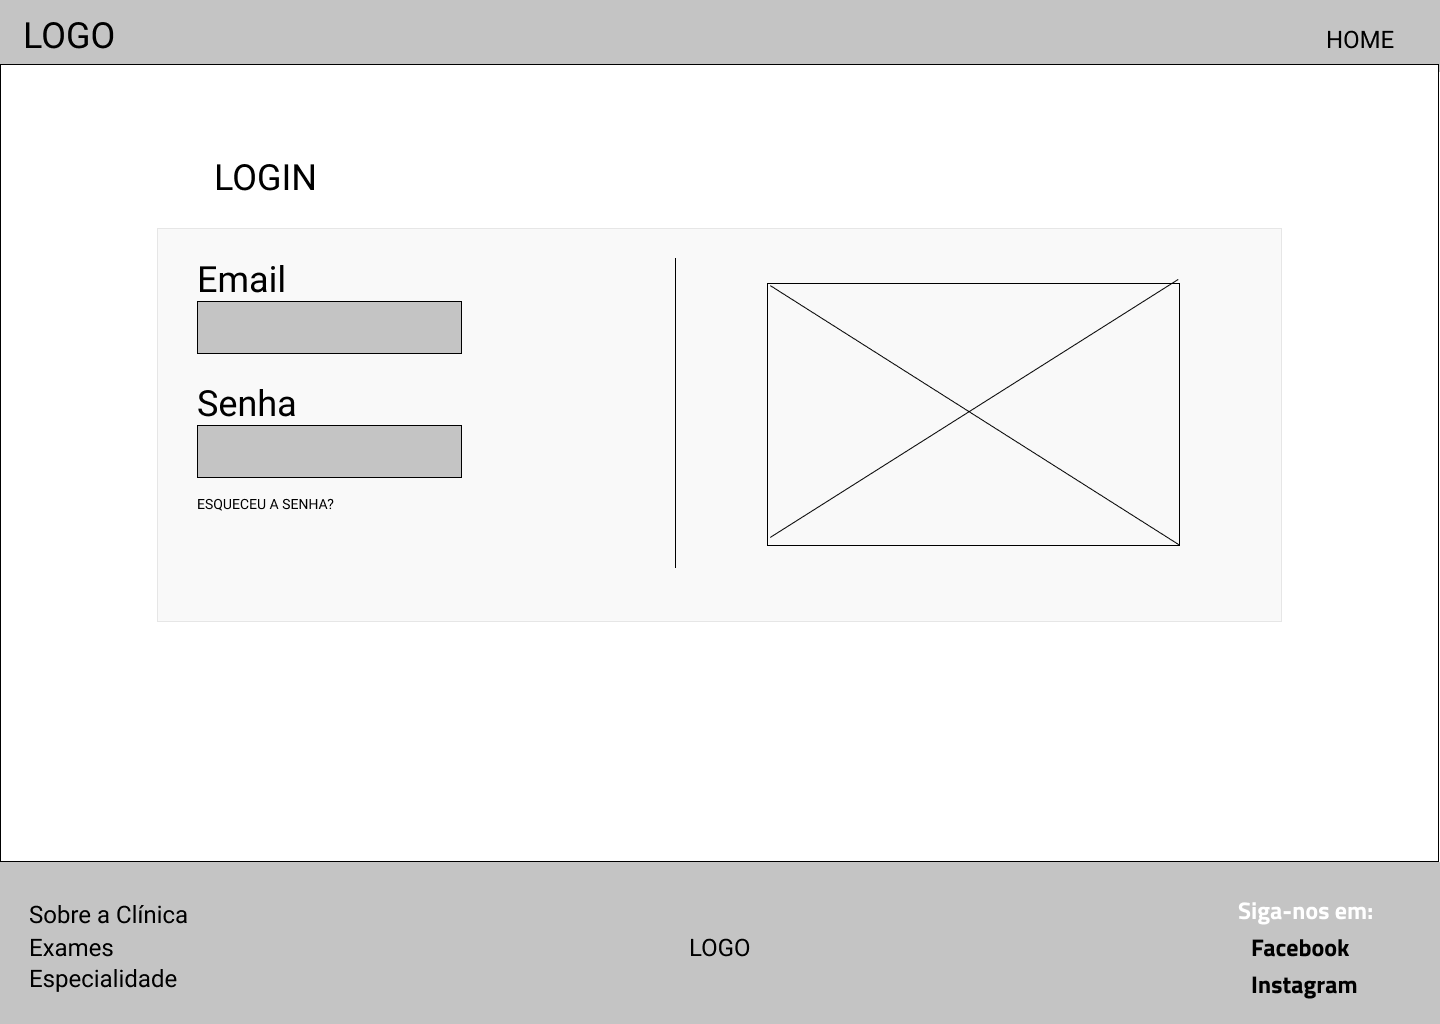 LOGO
HOME
LOGIN
Email
Senha
ESQUECEU A SENHA?
Sobre a Clínica
Exames
Especialidade
LOGO
Siga-nos em:
Facebook
Instagram